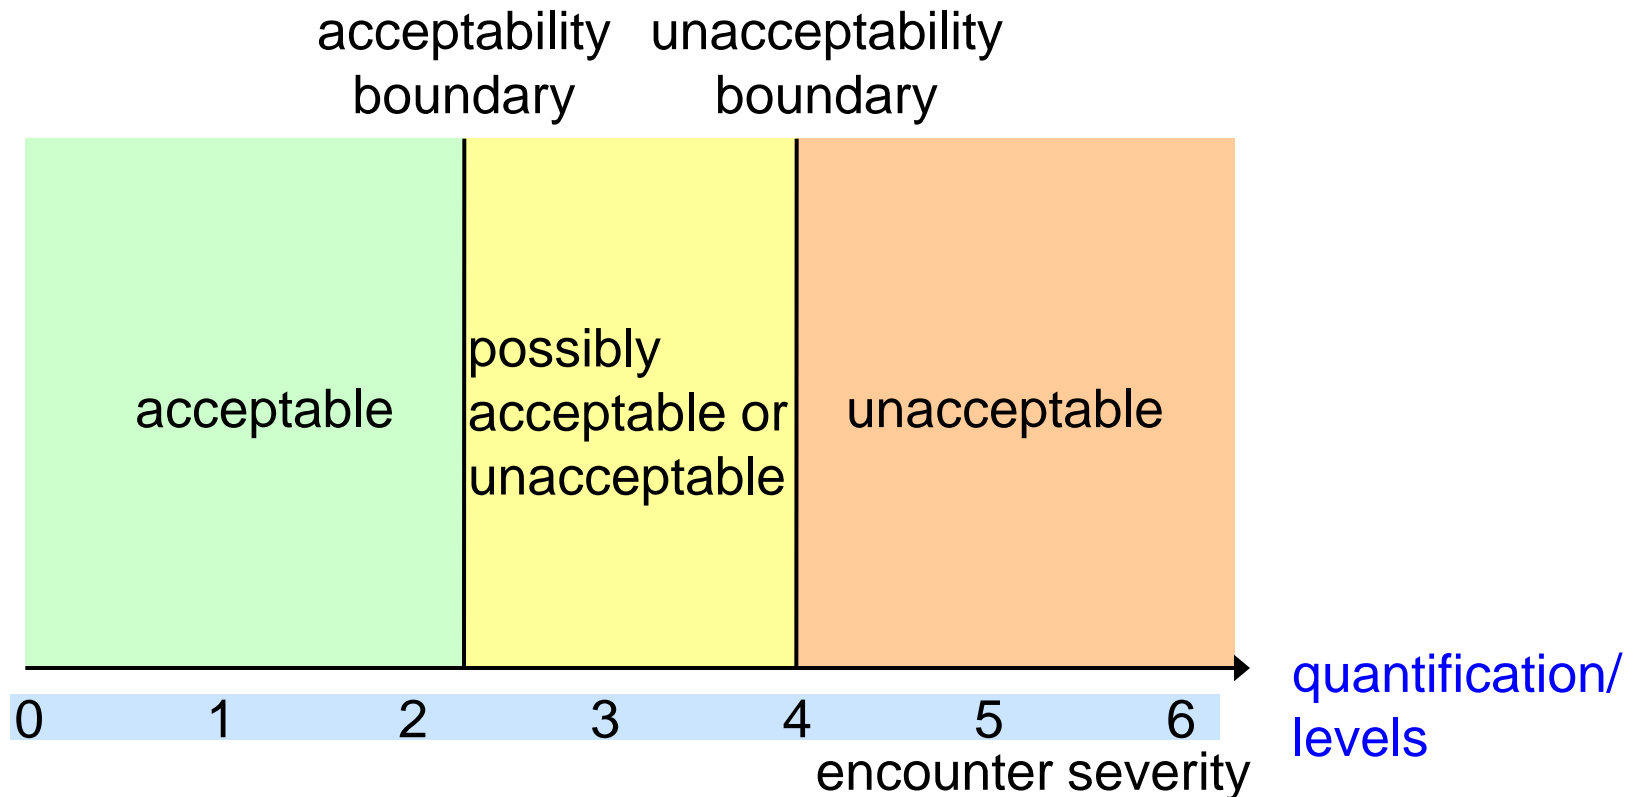 acceptability
boundary
unacceptability
boundary
acceptable
possibly
acceptable or
unacceptable
unacceptable
0 1 2 3 4 5 6
encounter severity
quantification/
levels